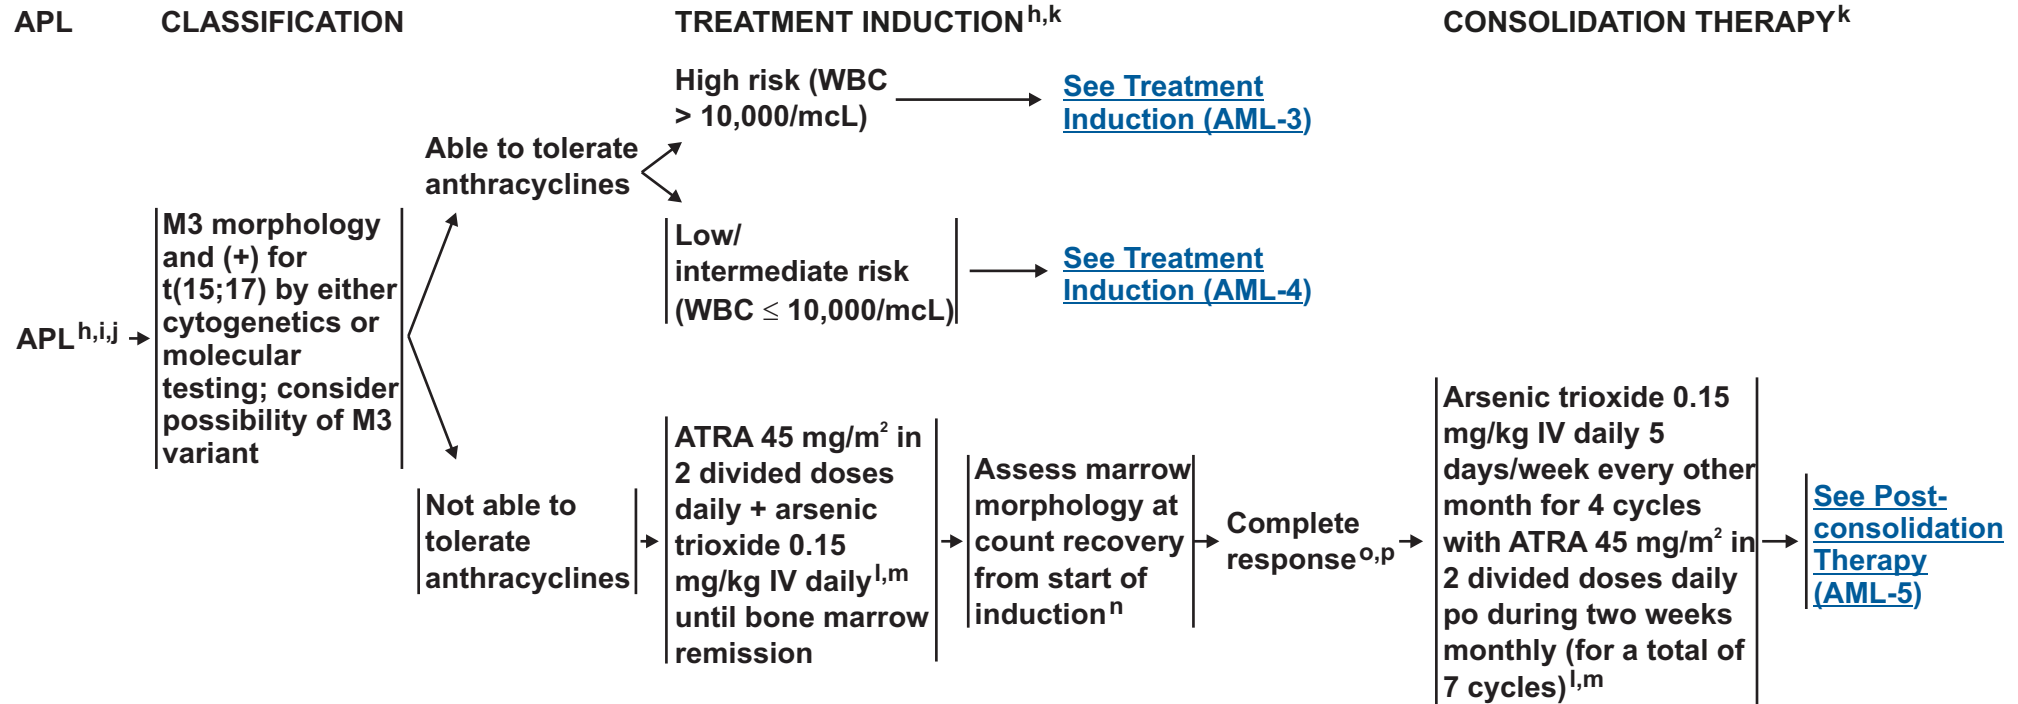 APL CLASSIFICATION TREATMENT INDUCTION h,k CONSOLIDATION THERAPY k
High risk (WBC
> 10,000/mcL)
See Treatment
Induction (AML-3)
Able to tolerate
anthracyclines
Low/
intermediate risk
(WBC ≤ 10,000/mcL)
See Treatment
Induction (AML-4)
APL h,i,j
M3 morphology
and (+) for
t(15;17) by either
cytogenetics or
molecular
testing; consider
possibility of M3
variant
Not able to
tolerate
anthracyclines
ATRA 45 mg/m² in
2 divided doses
daily + arsenic
trioxide 0.15
mg/kg IV daily l,m
until bone marrow
remission
Assess marrow
morphology at
count recovery
from start of
induction n
Complete
response o,p
Arsenic trioxide 0.15
mg/kg IV daily 5
days/week every other
month for 4 cycles
with ATRA 45 mg/m² in
2 divided doses daily
po during two weeks
monthly (for a total of
7 cycles) l,m
See Post-
consolidation
Therapy
(AML-5)